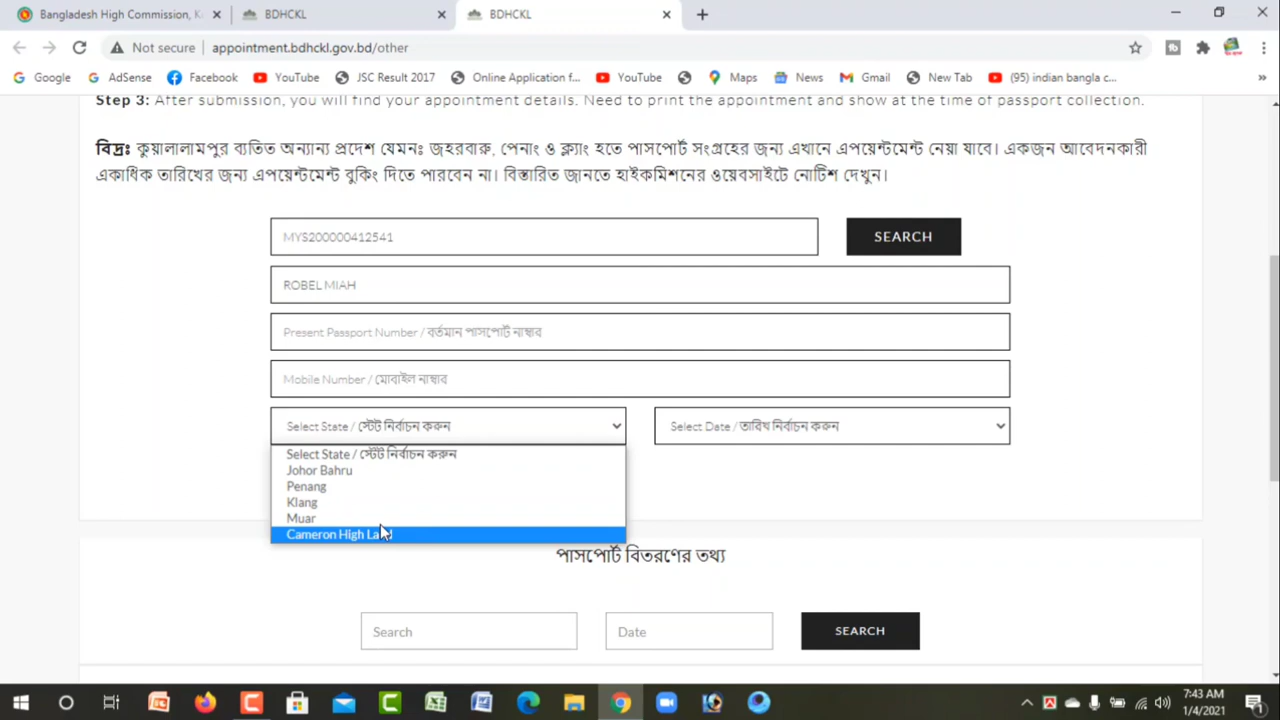 Bangladesh High Commission, K
BDHCKL
BDHCKL
Not secure
appointment.bdhckl.gov.bd/other
Google
AdSense
Facebook
YouTube
JSC Result 2017
Online Application f...
YouTube
Maps
News
Gmail
New Tab
(95) indian bangla c...
Step 3: After submission, you will find your appointment details. Need to print the appointment and show at the time of passport collection.
বিদ্রঃ কুয়ালালামপুর ব্যতিত অন্যান্য প্রদেশ যেমনঃ জহরবারু, পেনাং ও ক্ল্যাং হতে পাসপোর্ট সংগ্রহের জন্য এখানে এপয়েন্টমেন্ট নেয়া যাবে। একজন আবেদনকারী
একাধিক তারিখের জন্য এপয়েন্টমেন্ট বুকিং দিতে পারবেন না। বিস্তারিত জানতে হাইকমিশনের ওয়েবসাইটে নোটিশ দেখুন।
MYS200000412541
SEARCH
ROBEL MIAH
Present Passport Number / বর্তমান পাসপোর্ট নাম্বার
Mobile Number / মোবাইল নাম্বার
Select State / স্টেট নির্বাচন করুন
Select Date / তারিখ নির্বাচন করুন
Select State / স্টেট নির্বাচন করুন
Johor Bahru
Penang
Klang
Muar
Cameron High Land
পাসপোর্ট বিতরণের তথ্য
Search
Date
SEARCH
7:43 AM
1/4/2021